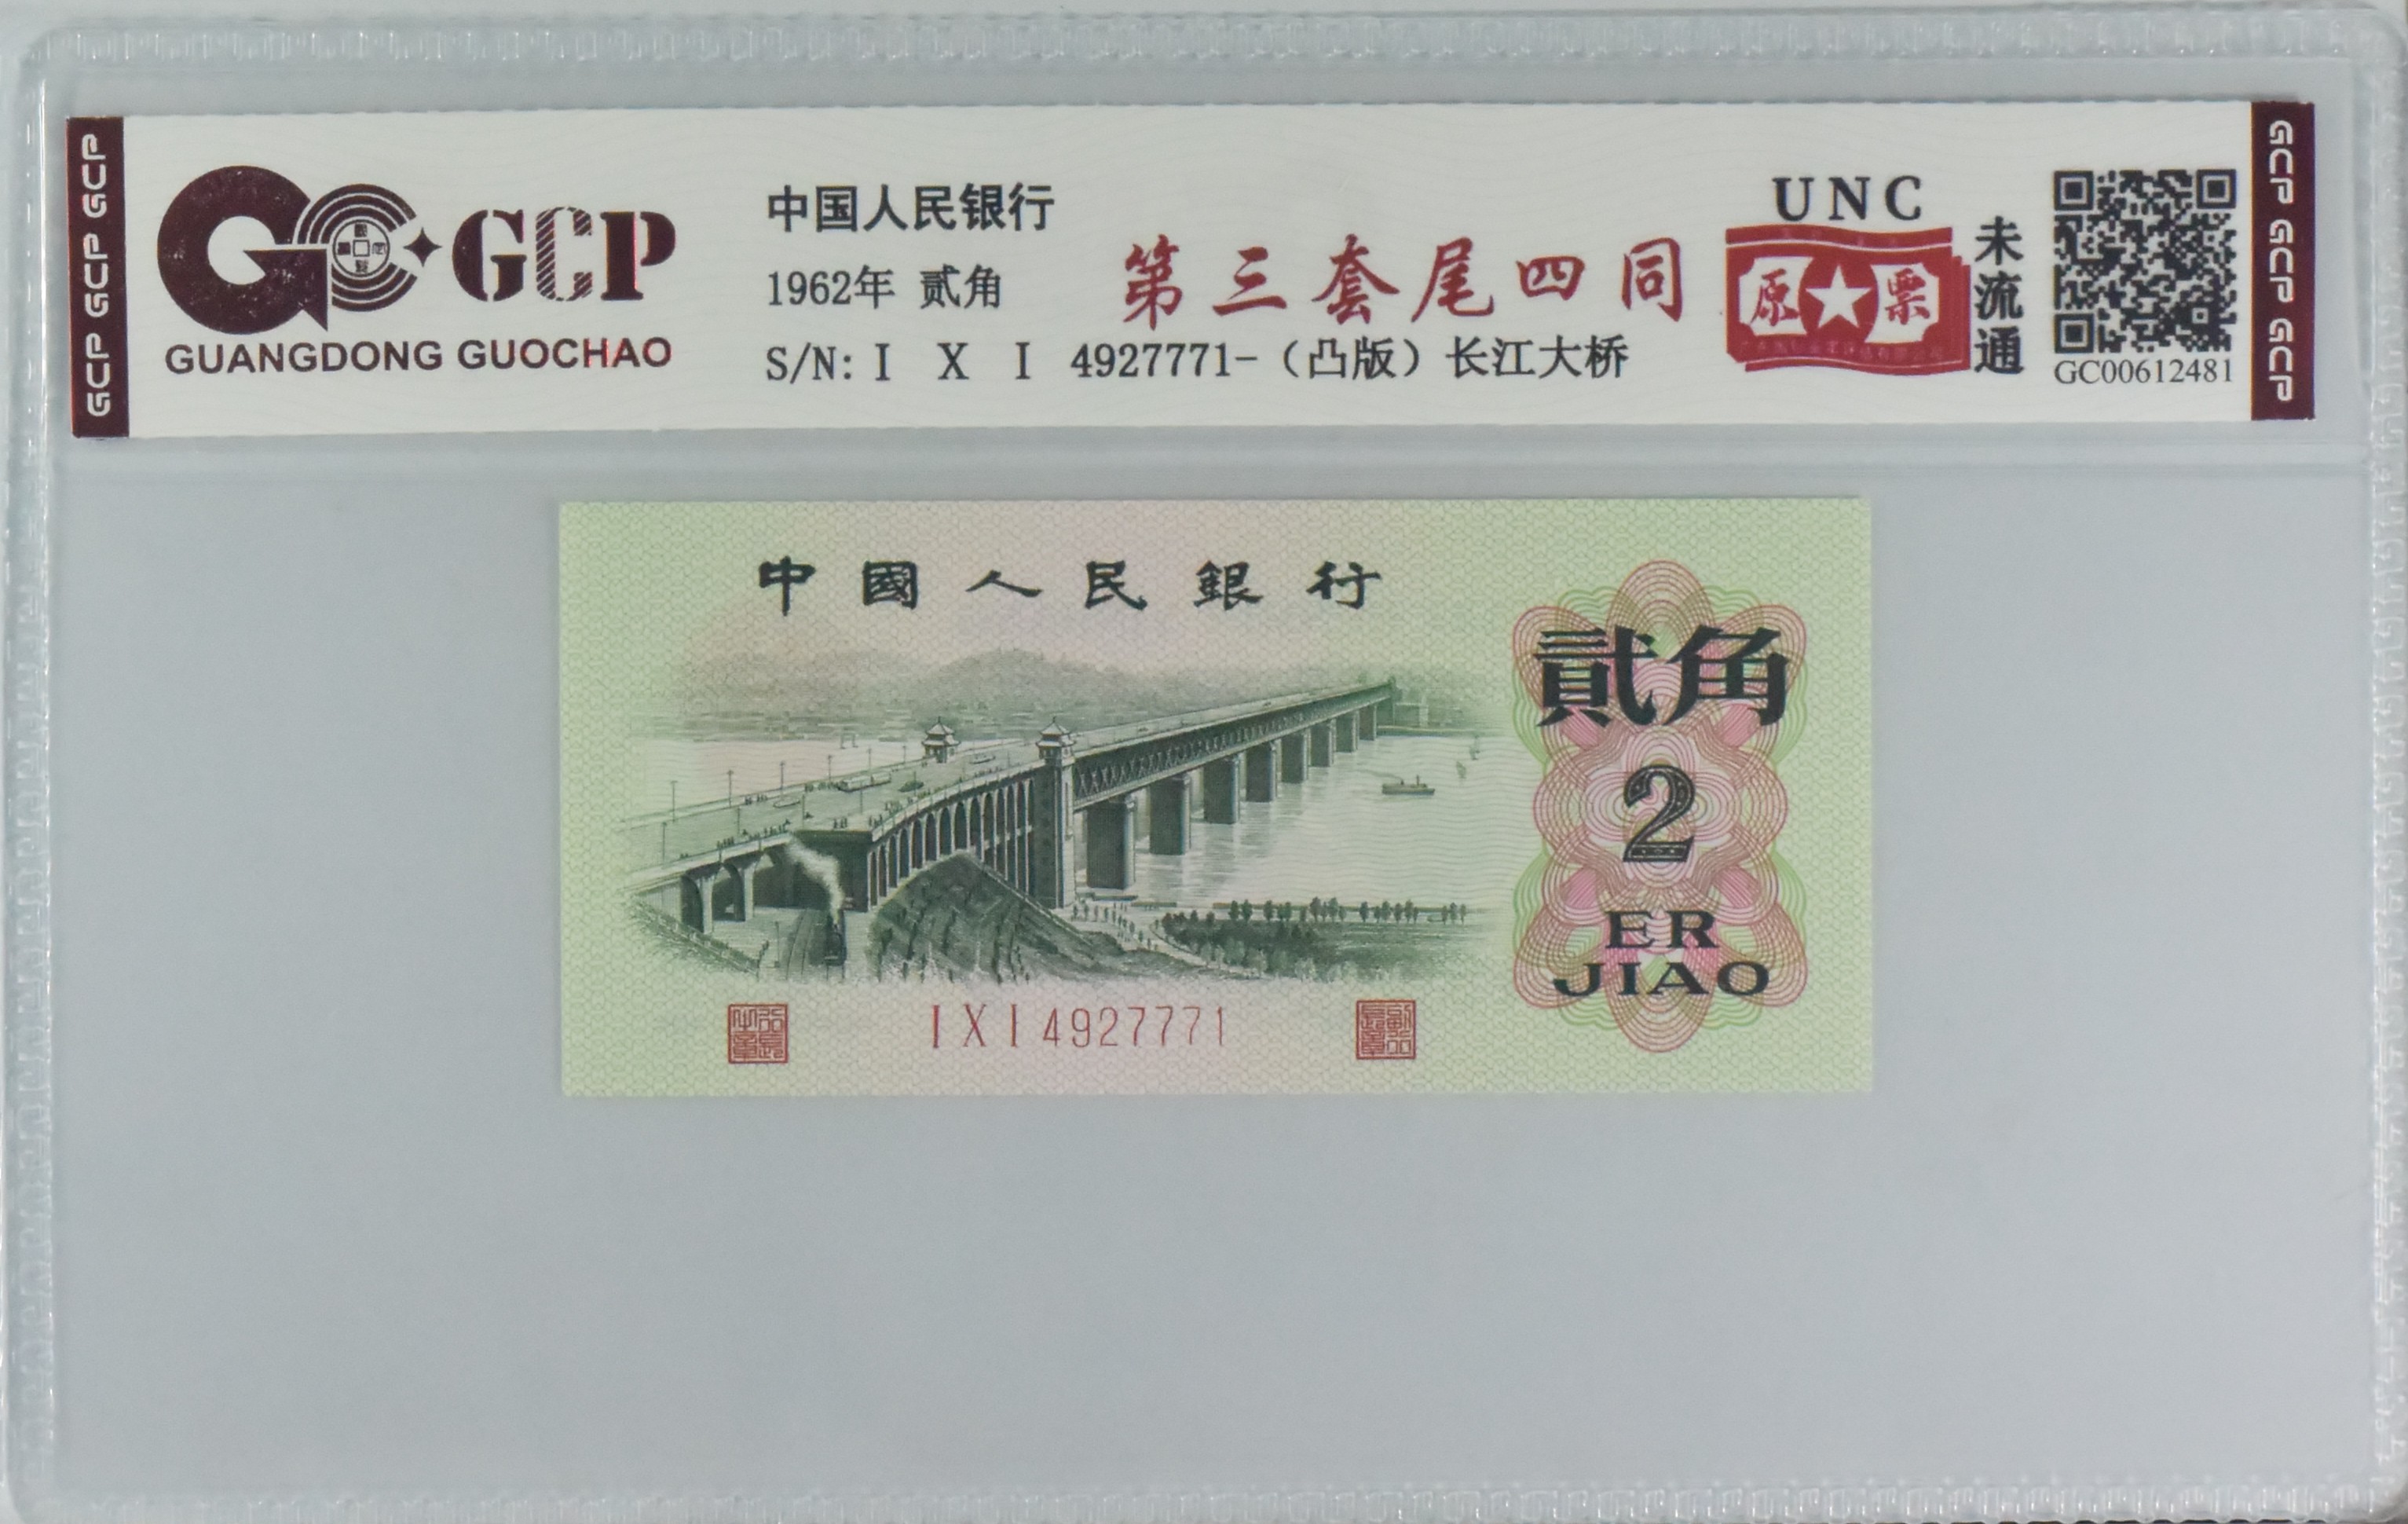 GCP GCP GCP
GCP
GUANGDONG GUOCHAO
中国人民银行
1962年 贰角
第三套尾四同
S/N: I X I 4927771-（凸版）长江大桥
UNC
原 票
未流通
GC00612481
GCP GCP GCP
中國人民銀行
貳角
2
ER
JIAO
I X I 4927771